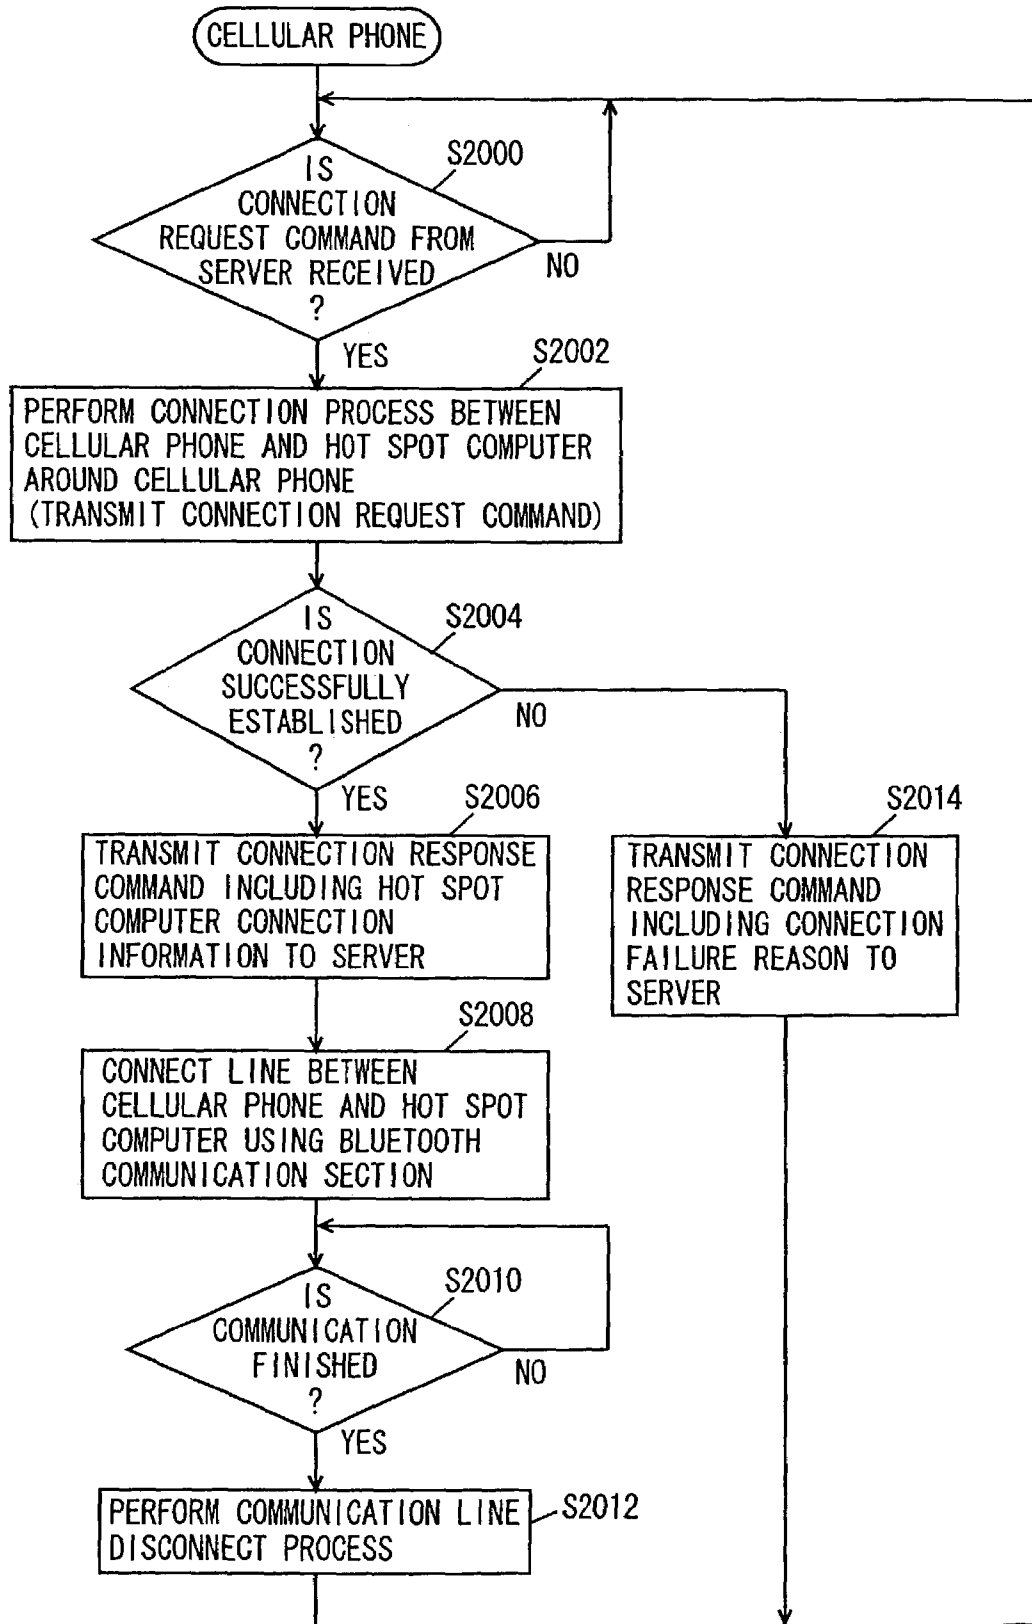 CELLULAR PHONE
S2000
IS
CONNECTION
REQUEST COMMAND FROM
SERVER RECEIVED
?
NO
YES
S2002
PERFORM CONNECTION PROCESS BETWEEN
CELLULAR PHONE AND HOT SPOT COMPUTER
AROUND CELLULAR PHONE
(TRANSMIT CONNECTION REQUEST COMMAND)
S2004
IS
CONNECTION
SUCCESSFULLY
ESTABLISHED
?
NO
YES
S2006
TRANSMIT CONNECTION RESPONSE
COMMAND INCLUDING HOT SPOT
COMPUTER CONNECTION
INFORMATION TO SERVER
S2014
TRANSMIT CONNECTION
RESPONSE COMMAND
INCLUDING CONNECTION
FAILURE REASON TO
SERVER
S2008
CONNECT LINE BETWEEN
CELLULAR PHONE AND HOT SPOT
COMPUTER USING BLUETOOTH
COMMUNICATION SECTION
S2010
IS
COMMUNICATION
FINISHED
?
NO
YES
PERFORM COMMUNICATION LINE
DISCONNECT PROCESS
S2012